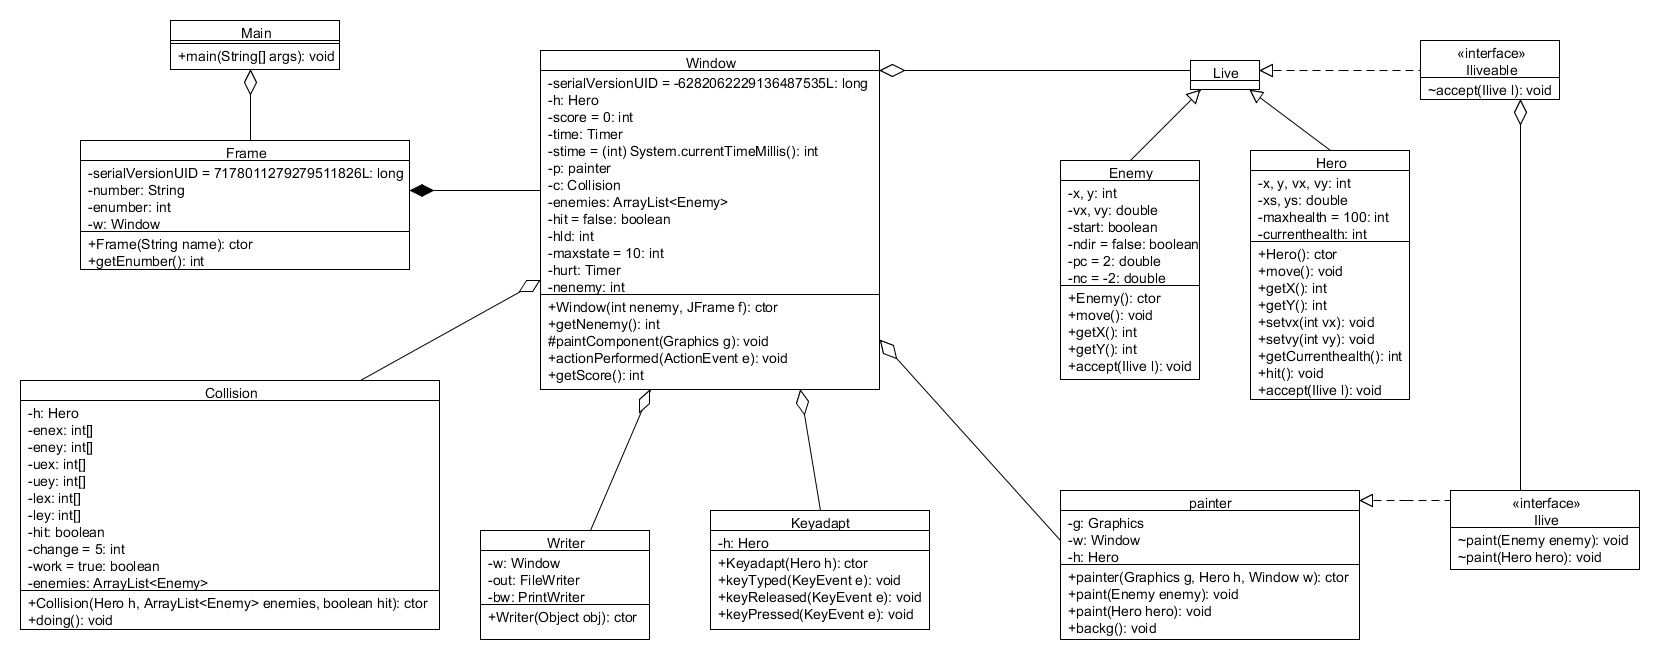 Main
+main(String[] args): void
Frame
-serialVersionUID = 7178011279279511826L: long
-number: String
-enumber: int
-w: Window
+Frame(String name): ctor
+getEnumber(): int
Window
-serialVersionUID = -6282062229136487535L: long
-h: Hero
-score = 0: int
-time: Timer
-stime = (int) System.currentTimeMillis(): int
-p: painter
-c: Collision
-enemies: ArrayList<Enemy>
-hit = false: boolean
-hld: int
-maxstate = 10: int
-hurt: Timer
-nenemy: int
+Window(int nenemy, JFrame f): ctor
+getNenemy(): int
#paintComponent(Graphics g): void
+actionPerformed(ActionEvent e): void
+getScore(): int
Live
«interface»
Iliveable
~accept(Ilive l): void
Enemy
-x, y: int
-vx, vy: double
-start: boolean
-ndir = false: boolean
-pc = 2: double
-nc = -2: double
+Enemy(): ctor
+move(): void
+getX(): int
+getY(): int
+accept(Ilive l): void
Hero
-x, y, vx, vy: int
-xs, ys: double
-maxhealth = 100: int
-currenthealth: int
+Hero(): ctor
+move(): void
+getX(): int
+getY(): int
+setvx(int vx): void
+setvy(int vy): void
+getCurrenthealth(): int
+hit(): void
+accept(Ilive l): void
Collision
-h: Hero
-enex: int[]
-eney: int[]
-uex: int[]
-uey: int[]
-lex: int[]
-ley: int[]
-hit: boolean
-change = 5: int
-work = true: boolean
-enemies: ArrayList<Enemy>
+Collision(Hero h, ArrayList<Enemy> enemies, boolean hit): ctor
+doing(): void
Writer
-w: Window
-out: FileWriter
-bw: PrintWriter
+Writer(Object obj): ctor
Keyadapt
-h: Hero
+Keyadapt(Hero h): ctor
+keyTyped(KeyEvent e): void
+keyReleased(KeyEvent e): void
+keyPressed(KeyEvent e): void
painter
-g: Graphics
-w: Window
-h: Hero
+painter(Graphics g, Hero h, Window w): ctor
+paint(Enemy enemy): void
+paint(Hero hero): void
+backg(): void
«interface»
Ilive
~paint(Enemy enemy): void
~paint(Hero hero): void